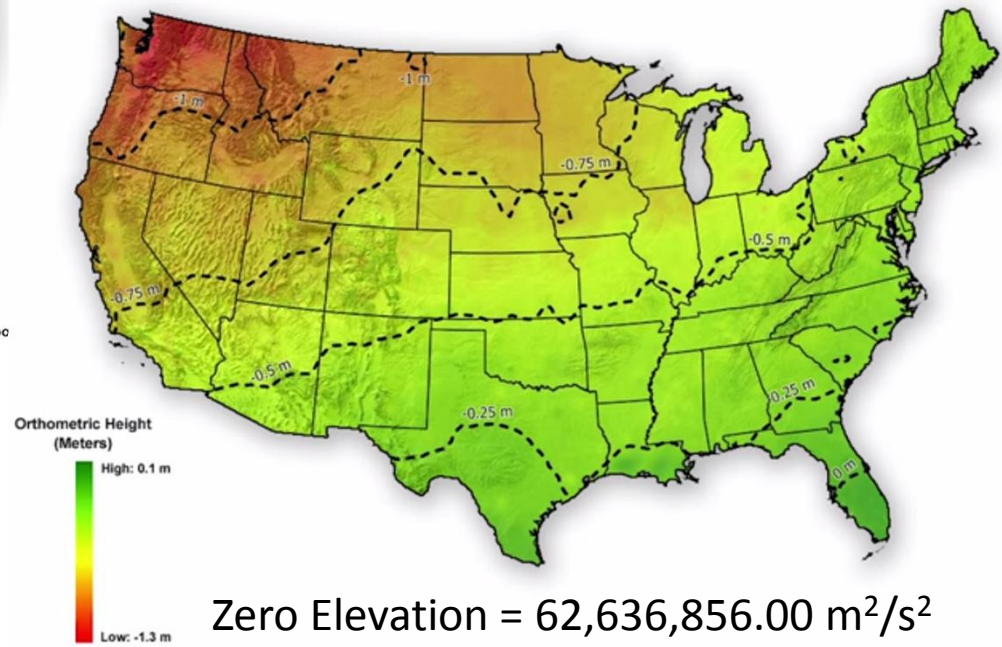 -1 m
-1 m
-0.75 m
-0.5 m
-0.75 m
-0.5 m
-0.25 m
-0.25 m
0 m
Orthometric Height
(Meters)
High: 0.1 m
Low: -1.3 m
Zero Elevation = 62,636,856.00 m²/s²